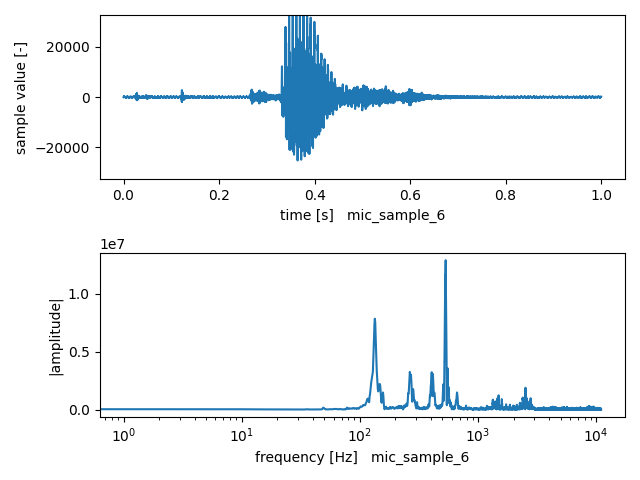 20000
0
−20000
sample value [-]
0.0 0.2 0.4 0.6 0.8 1.0
time [s]   mic_sample_6
1e7
1.0
0.5
0.0
|amplitude|
10⁰ 10¹ 10² 10³ 10⁴
frequency [Hz]   mic_sample_6